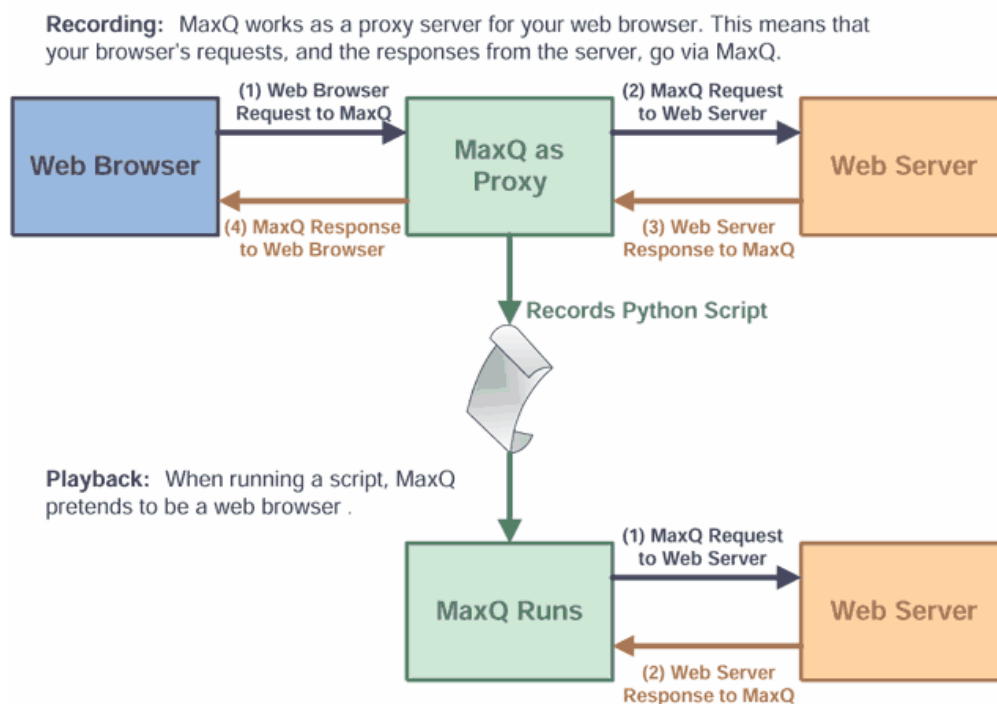 Recording: MaxQ works as a proxy server for your web browser. This means that
your browser's requests, and the responses from the server, go via MaxQ.
(1) Web Browser
Request to MaxQ
(2) MaxQ Request
to Web Server
Web Browser
MaxQ as
Proxy
Web Server
(4) MaxQ Response
to Web Browser
(3) Web Server
Response to MaxQ
Records Python Script
Playback: When running a script, MaxQ
pretends to be a web browser .
(1) MaxQ Request
to Web Server
MaxQ Runs
Web Server
(2) Web Server
Response to MaxQ